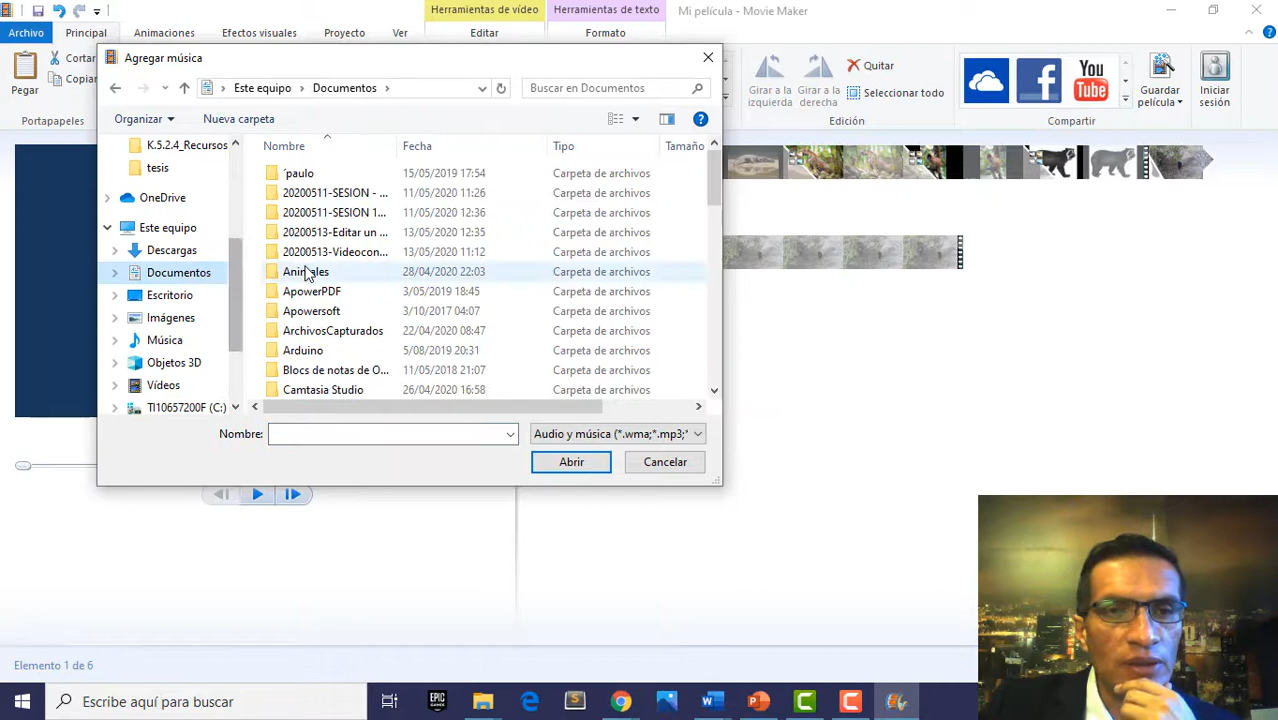 Herramientas de vídeo
Herramientas de texto
Mi película - Movie Maker
Archivo
Principal
Animaciones
Efectos visuales
Proyecto
Ver
Editar
Formato
Agregar música
Cortar
Copiar
Pegar
Portapapeles
Este equipo > Documentos >
Buscar en Documentos
Organizar
Nueva carpeta
Girar a la izquierda
Girar a la derecha
Quitar
Seleccionar todo
Edición
You Tube
Compartir
Guardar película
Iniciar sesión
K.5.2.4_Recursos
tesis
OneDrive
Este equipo
Descargas
Documentos
Escritorio
Imágenes
Música
Objetos 3D
Vídeos
TI10657200F (C:)
Nombre Fecha Tipo Tamaño
´paulo 15/05/2019 17:54 Carpeta de archivos
20200511-SESION - ... 11/05/2020 11:26 Carpeta de archivos
20200511-SESION 1... 11/05/2020 12:36 Carpeta de archivos
20200513-Editar un ... 13/05/2020 12:35 Carpeta de archivos
20200513-Videocon... 13/05/2020 11:12 Carpeta de archivos
Animales 28/04/2020 22:03 Carpeta de archivos
ApowerPDF 3/05/2019 18:45 Carpeta de archivos
Apowersoft 3/10/2017 04:07 Carpeta de archivos
ArchivosCapturados 22/04/2020 08:47 Carpeta de archivos
Arduino 5/08/2019 20:31 Carpeta de archivos
Blocs de notas de O... 11/05/2018 21:07 Carpeta de archivos
Camtasia Studio 26/04/2020 16:58 Carpeta de archivos
Nombre:
Audio y música (*.wma;*.mp3;*
Abrir
Cancelar
Elemento 1 de 6
Escribe aquí para buscar
EPIC GAMES